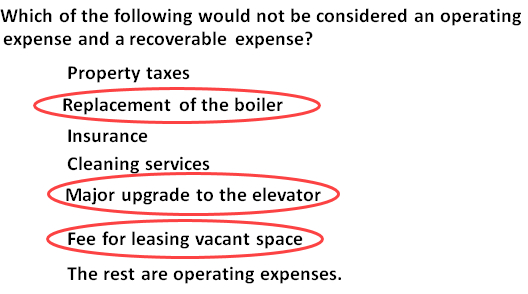 Which of the following would not be considered an operating
expense and a recoverable expense?
Property taxes
Replacement of the boiler
Insurance
Cleaning services
Major upgrade to the elevator
Fee for leasing vacant space
The rest are operating expenses.